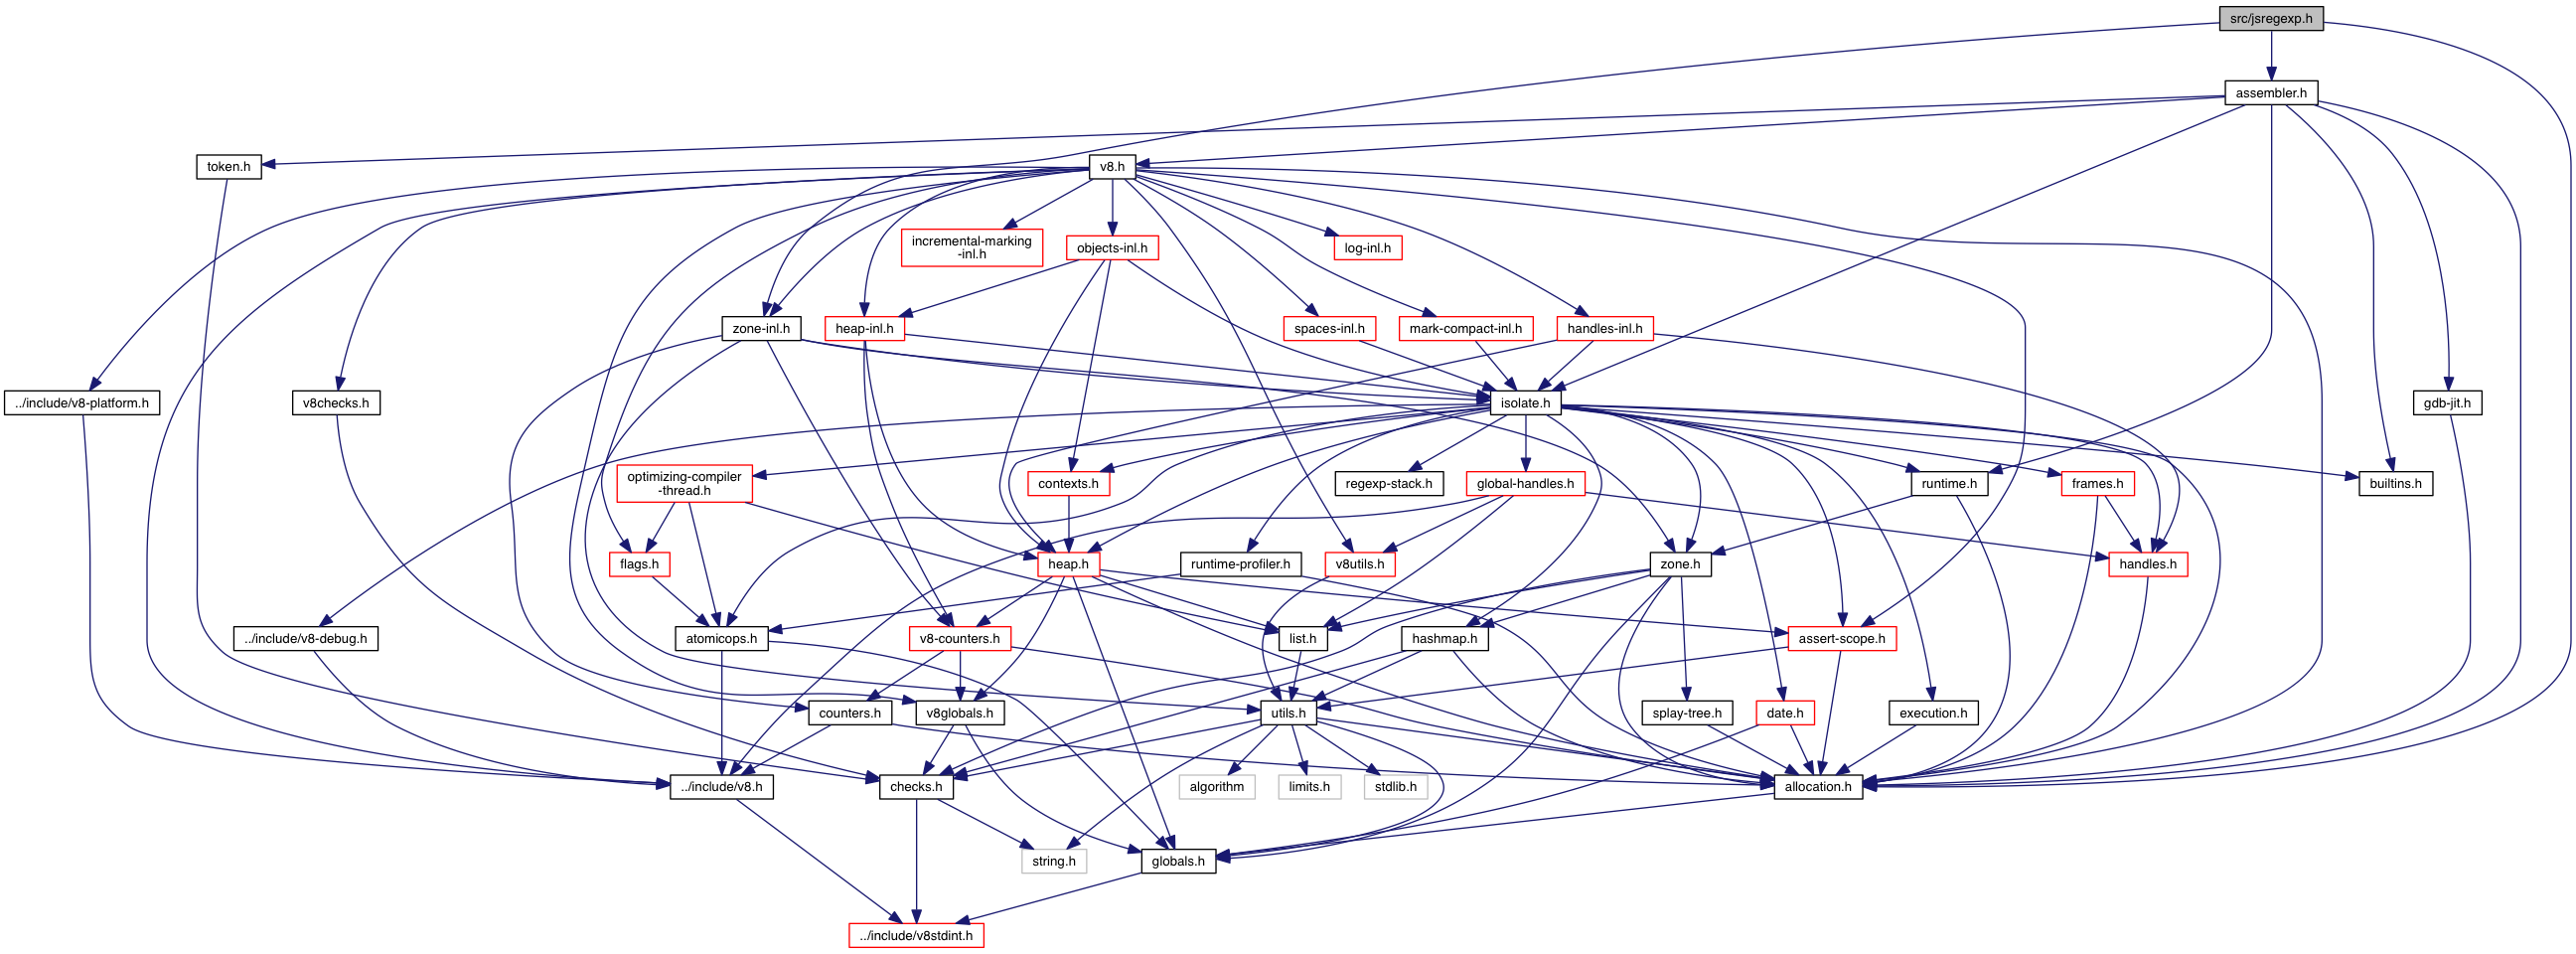 src/jsregexp.h
assembler.h
token.h
v8.h
incremental-marking
-inl.h
objects-inl.h
log-inl.h
zone-inl.h
heap-inl.h
spaces-inl.h
mark-compact-inl.h
handles-inl.h
../include/v8-platform.h
v8checks.h
isolate.h
gdb-jit.h
optimizing-compiler
-thread.h
contexts.h
regexp-stack.h
global-handles.h
runtime.h
frames.h
builtins.h
flags.h
heap.h
runtime-profiler.h
v8utils.h
zone.h
handles.h
../include/v8-debug.h
atomicops.h
v8-counters.h
list.h
hashmap.h
assert-scope.h
counters.h
v8globals.h
utils.h
splay-tree.h
date.h
execution.h
../include/v8.h
checks.h
algorithm
limits.h
stdlib.h
allocation.h
string.h
globals.h
../include/v8stdint.h